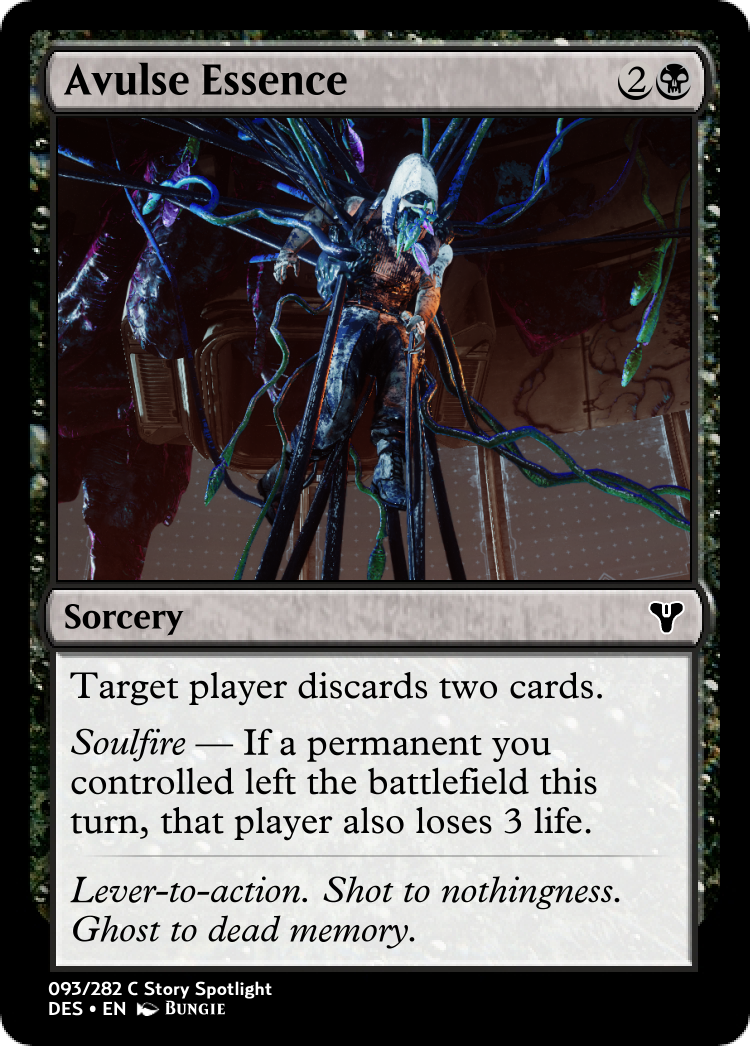 Avulse Essence
2
Sorcery
Target player discards two cards.
Soulfire — If a permanent you
controlled left the battlefield this
turn, that player also loses 3 life.
Lever-to-action. Shot to nothingness.
Ghost to dead memory.
093/282 C Story Spotlight
DES • EN Bungie